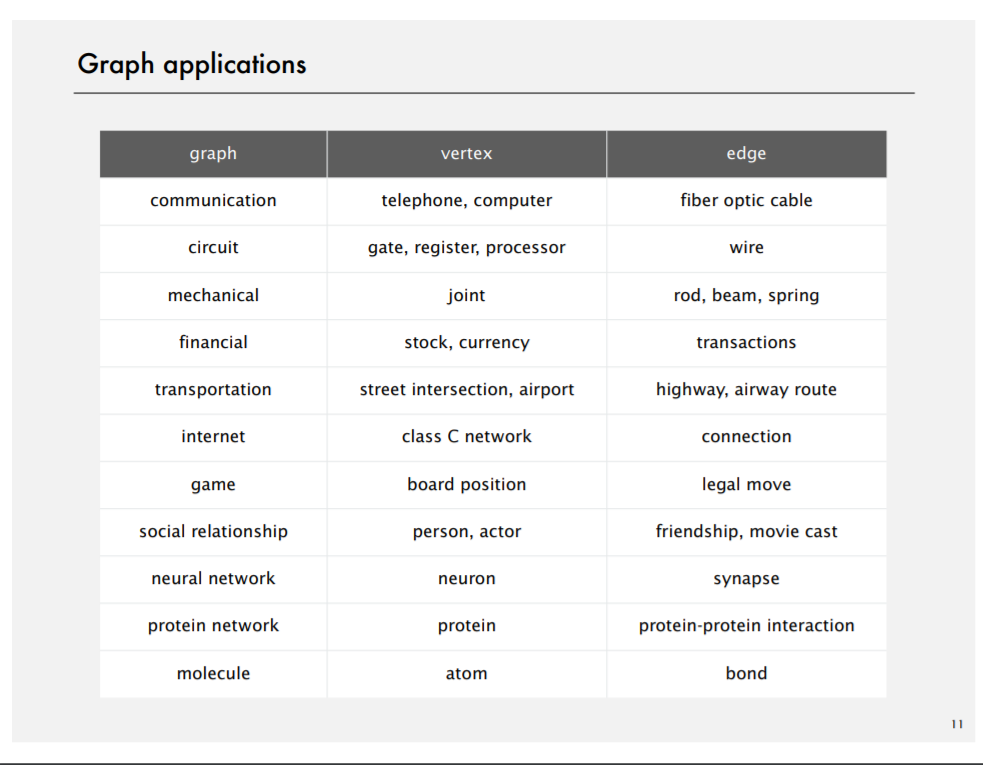 Graph applications
graph vertex edge
communication telephone, computer fiber optic cable
circuit gate, register, processor wire
mechanical joint rod, beam, spring
financial stock, currency transactions
transportation street intersection, airport highway, airway route
internet class C network connection
game board position legal move
social relationship person, actor friendship, movie cast
neural network neuron synapse
protein network protein protein-protein interaction
molecule atom bond
11